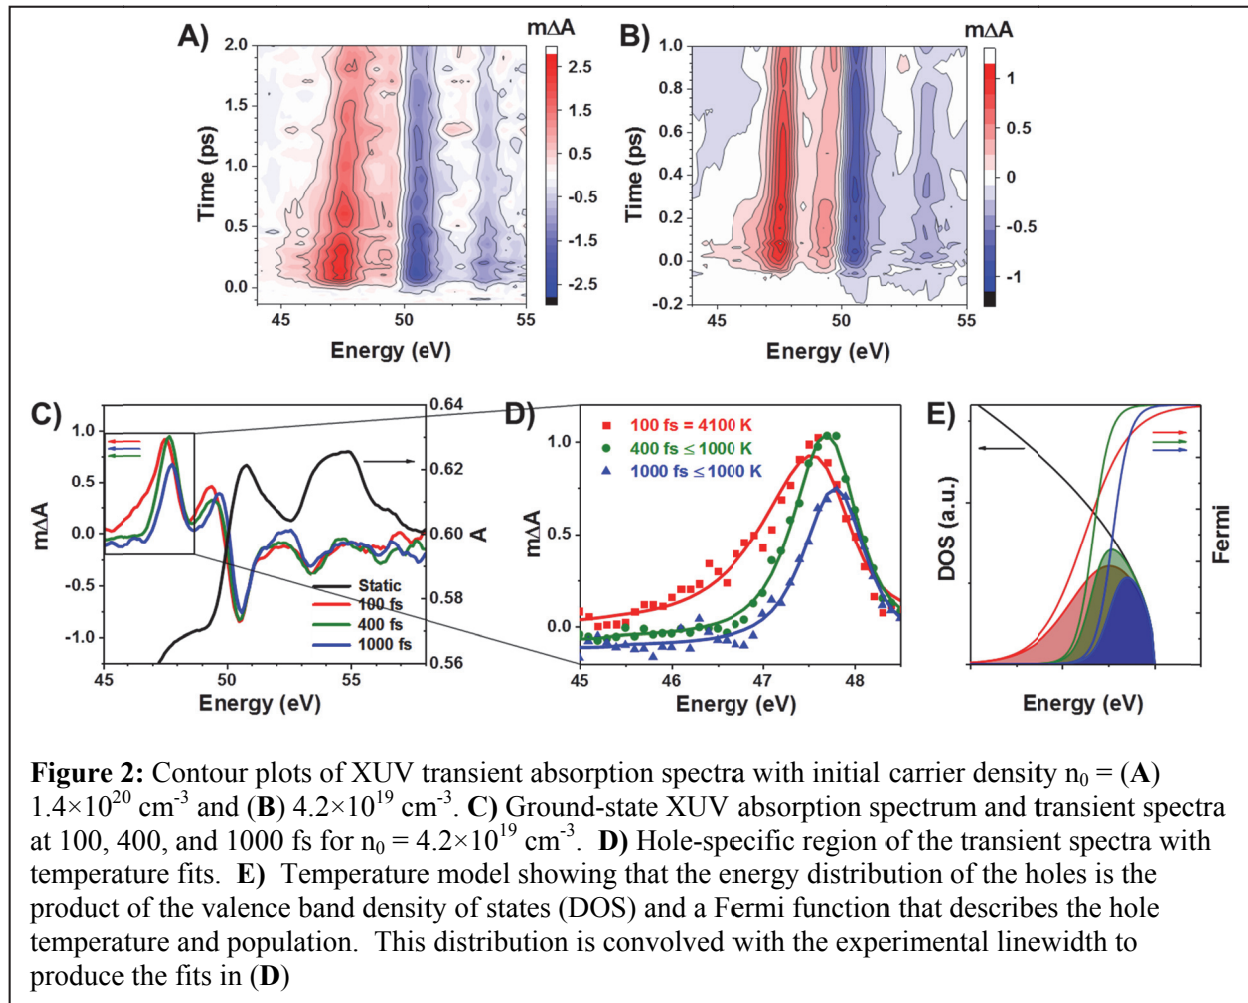 A)
mΔA
2.0
1.5
1.0
0.5
0.0
Time (ps)
45
50
55
Energy (eV)
2.5
1.5
0.5
-0.5
-1.5
-2.5
B)
mΔA
1.0
0.8
0.6
0.4
0.2
0.0
-0.2
Time (ps)
45
50
55
Energy (eV)
1
0.5
0
-0.5
-1
C)
1.0
0.5
0.0
-0.5
-1.0
mΔA
0.64
0.62
0.60
0.58
0.56
A
Static
100 fs
400 fs
1000 fs
45
50
55
Energy (eV)
D)
100 fs = 4100 K
400 fs ≤ 1000 K
1000 fs ≤ 1000 K
1.0
0.5
0.0
mΔA
45
46
47
48
Energy (eV)
E)
DOS (a.u.)
Fermi
Energy (eV)
Figure 2: Contour plots of XUV transient absorption spectra with initial carrier density n₀ = (A)
1.4×10²⁰ cm⁻³ and (B) 4.2×10¹⁹ cm⁻³. C) Ground-state XUV absorption spectrum and transient spectra
at 100, 400, and 1000 fs for n₀ = 4.2×10¹⁹ cm⁻³. D) Hole-specific region of the transient spectra with
temperature fits. E) Temperature model showing that the energy distribution of the holes is the
product of the valence band density of states (DOS) and a Fermi function that describes the hole
temperature and population. This distribution is convolved with the experimental linewidth to
produce the fits in (D)